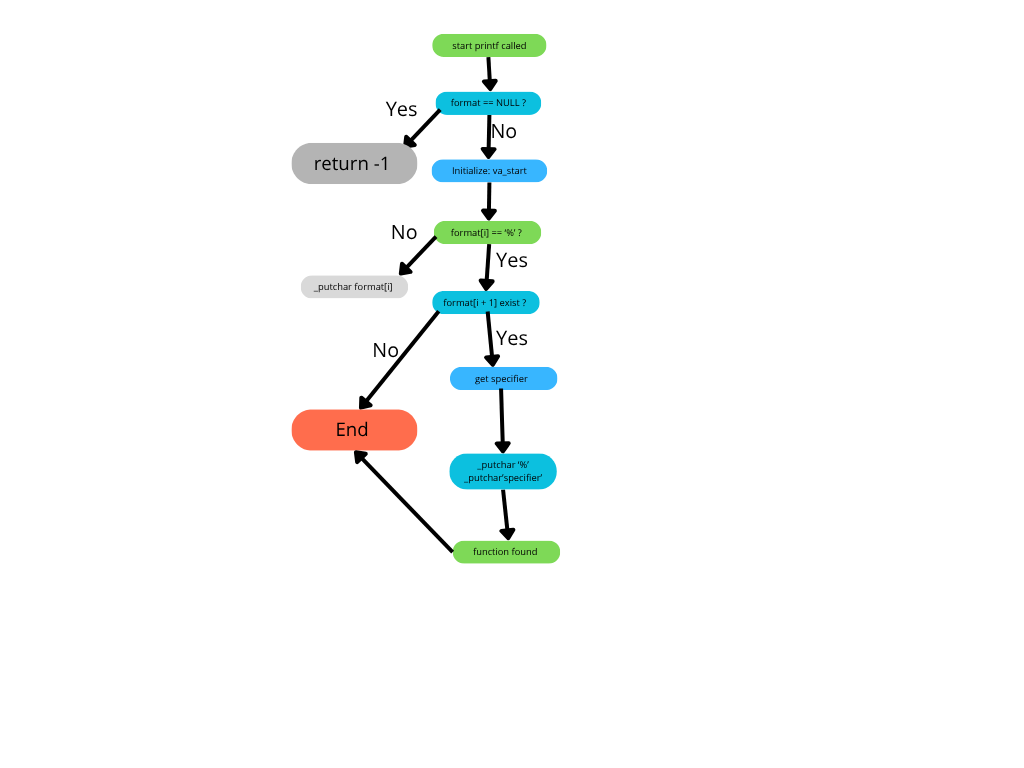 start printf called
format == NULL ?
Yes
No
return -1
Initialize: va_start
format[i] == '%' ?
No
Yes
_putchar format[i]
format[i + 1] exist ?
Yes
No
get specifier
End
_putchar '%'
_putchar'specifier'
function found